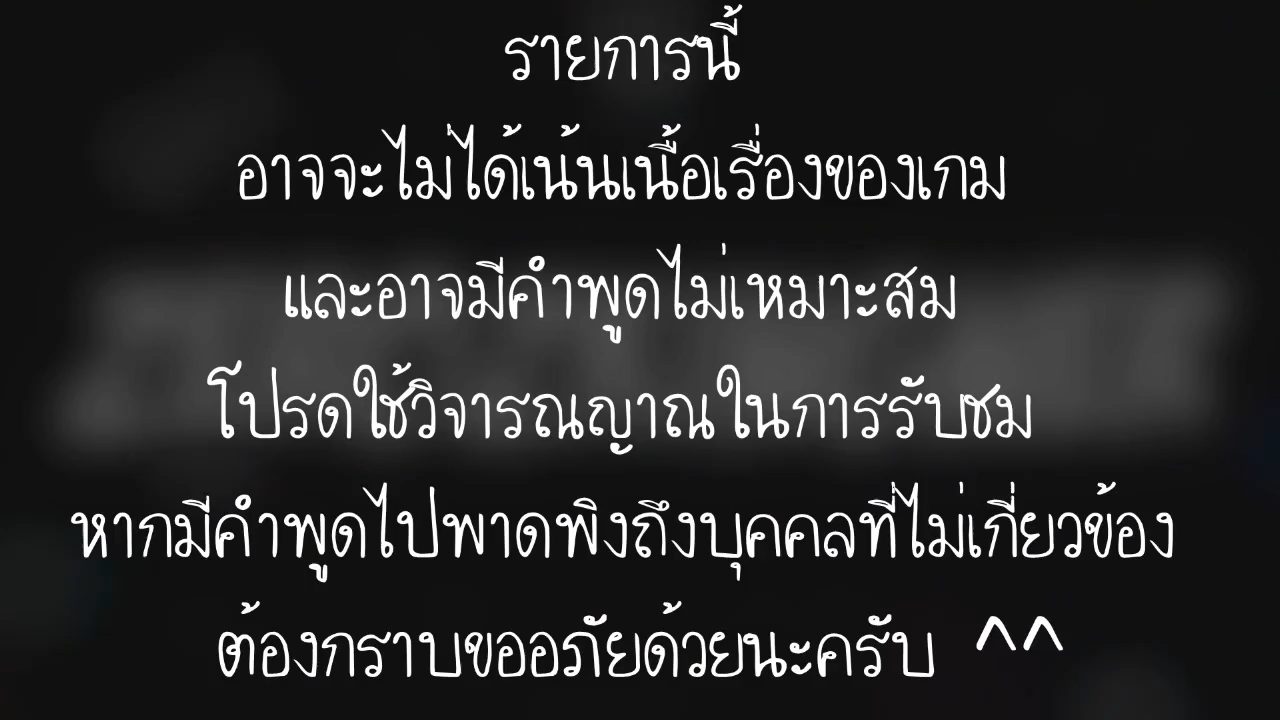 รายการนี้
อาจจะไม่ได้เน้นเนื้อเรื่องของเกม
และอาจมีคำพูดไม่เหมาะสม
โปรดใช้วิจารณญาณในการรับชม
หากมีคำพูดไปพาดพิงถึงบุคคลที่ไม่เกี่ยวข้อง
ต้องกราบขออภัยด้วยนะครับ ^^